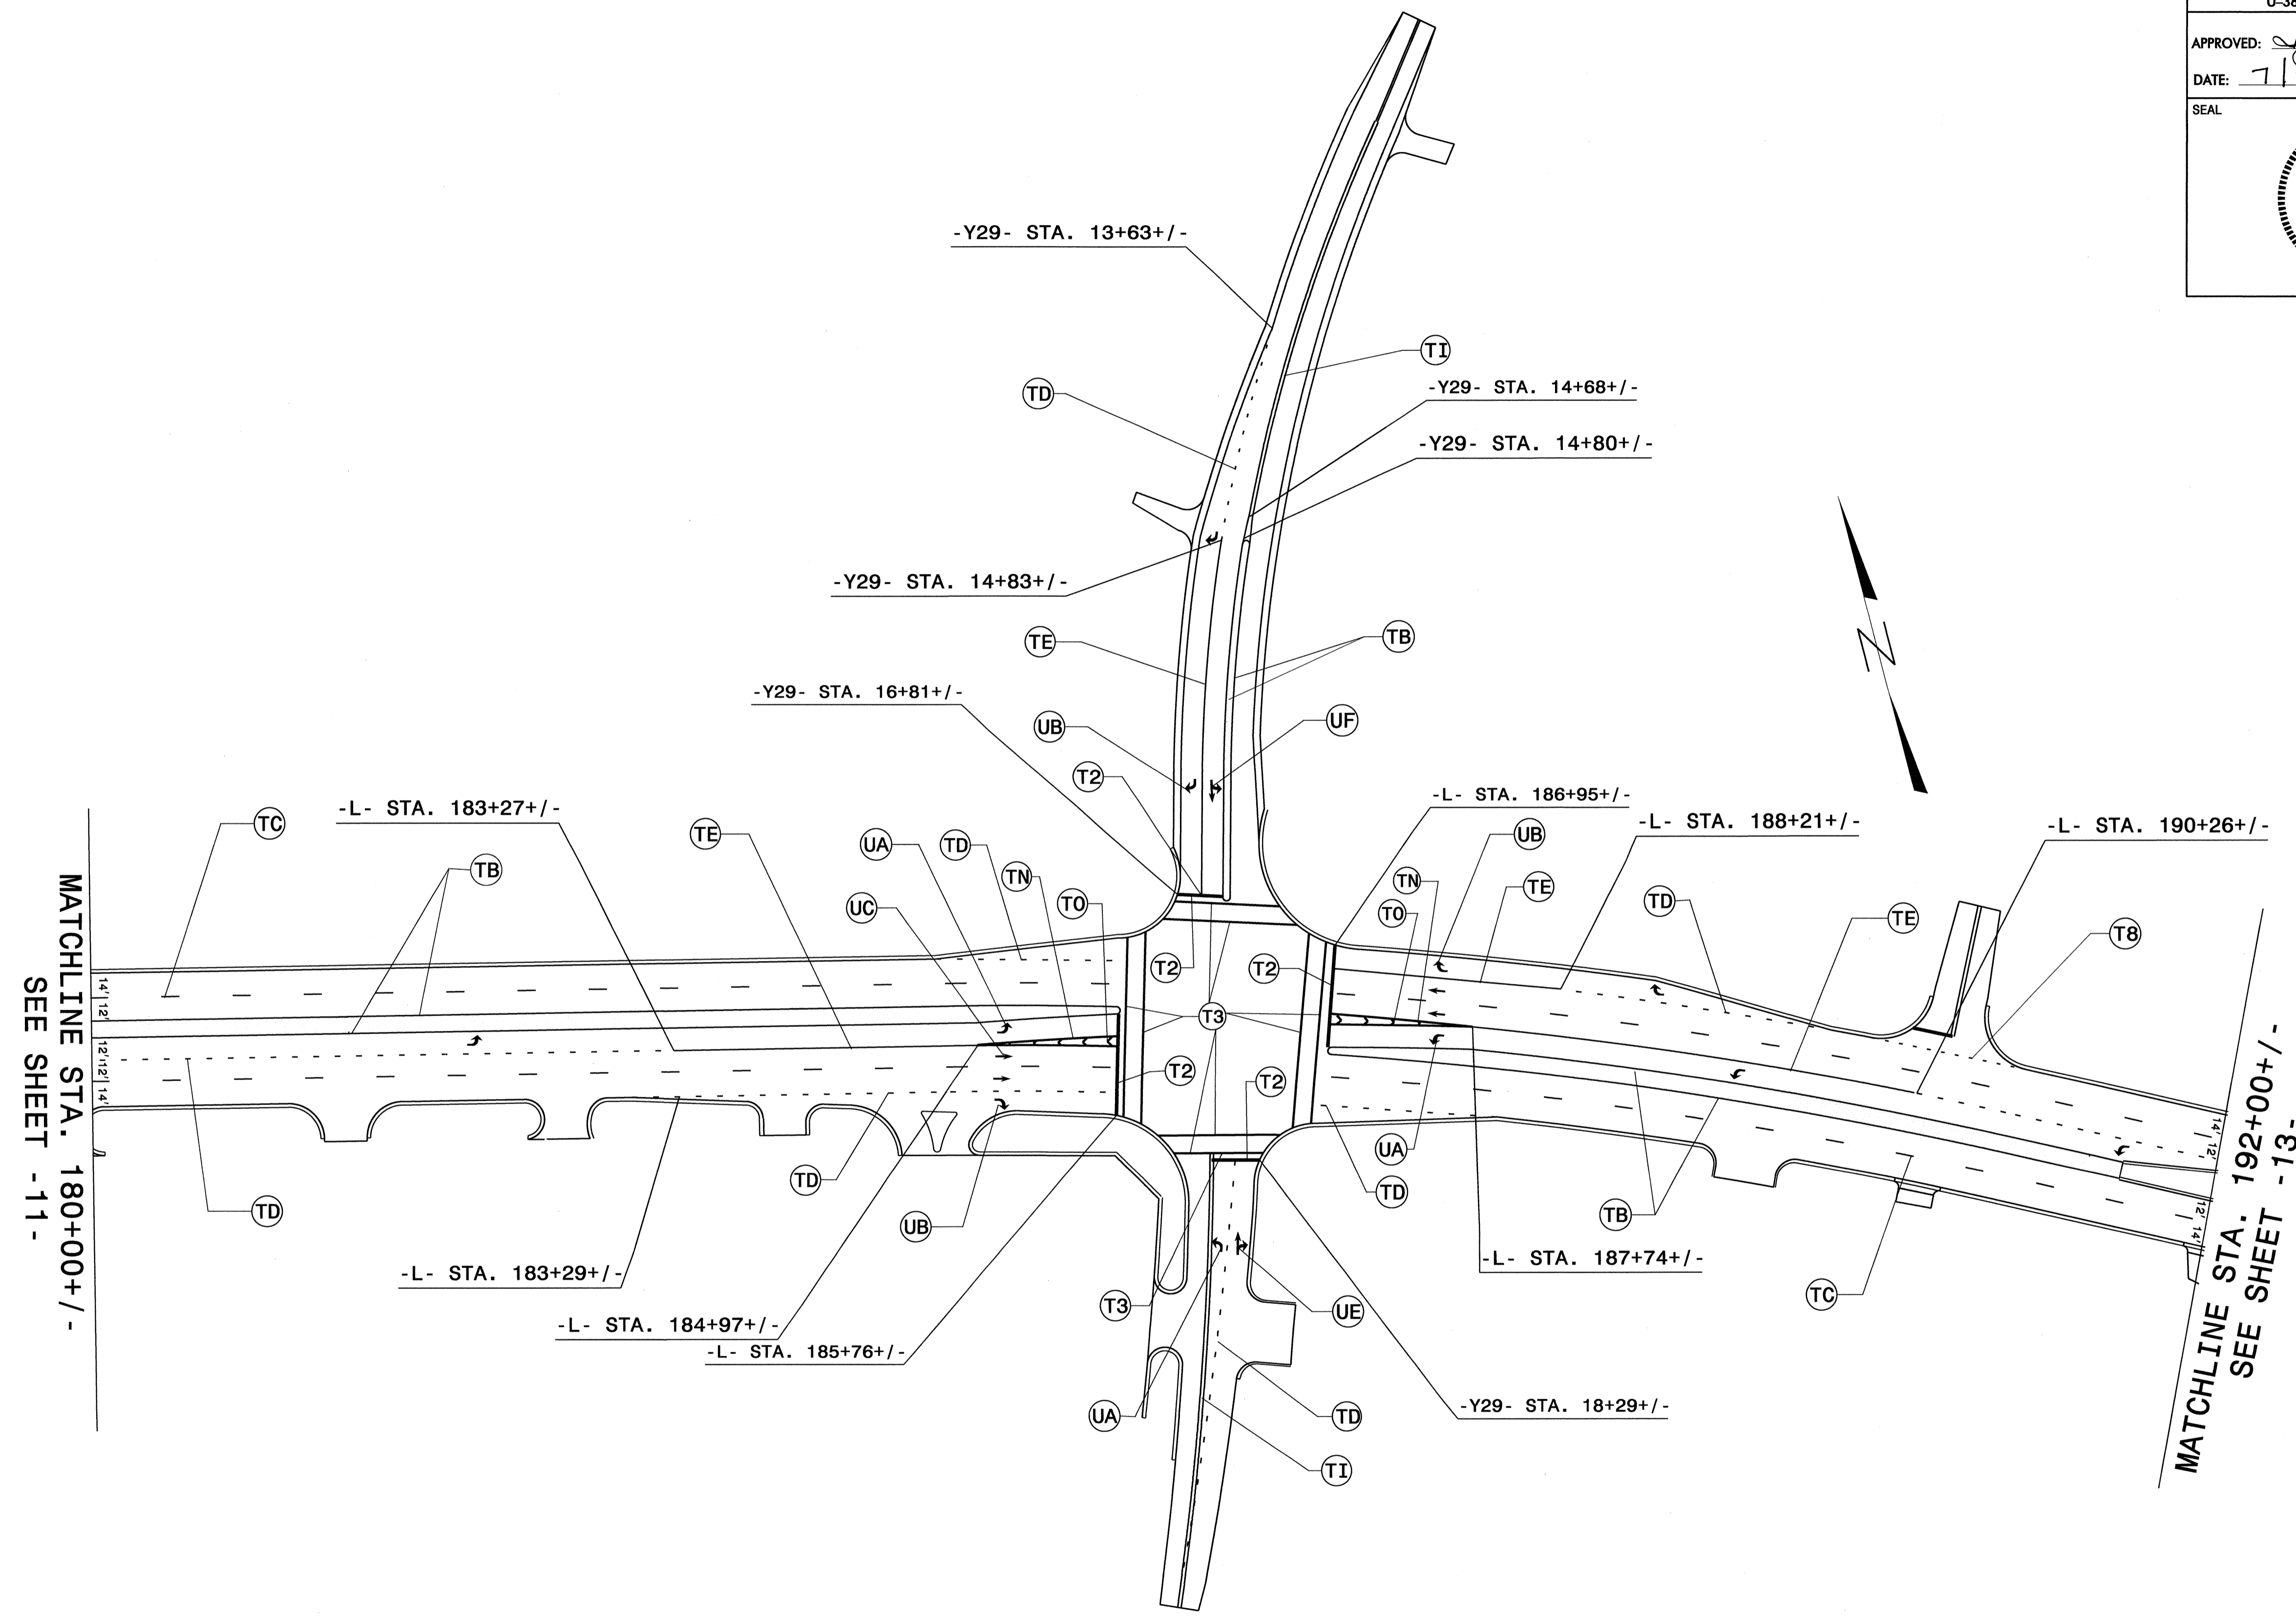 U-38
APPROVED:
DATE: 7
SEAL
-Y29- STA. 13+63+/-
TI
TD
-Y29- STA. 14+68+/-
-Y29- STA. 14+80+/-
-Y29- STA. 14+83+/-
TE
TB
-Y29- STA. 16+81+/-
UB
UF
T2
N
-L- STA. 183+27+/-
TC
TB
TE
UA
TD
TN
UC
TO
T2
T2
T3
T2
T2
-L- STA. 186+95+/-
UB
-L- STA. 188+21+/-
-L- STA. 190+26+/-
TN
TO
TE
TD
TE
T8
14' 12'
12' 12' 14'
MATCHLINE STA. 180+00+/-
SEE SHEET -11-
TD
TD
UB
-L- STA. 183+29+/-
-L- STA. 184+97+/-
-L- STA. 185+76+/-
T3
UA
UE
TD
TI
-Y29- STA. 18+29+/-
UA
TD
TB
-L- STA. 187+74+/-
TC
14' 12'
12' 14'
MATCHLINE STA. 192+00+/-
SEE SHEET -13-